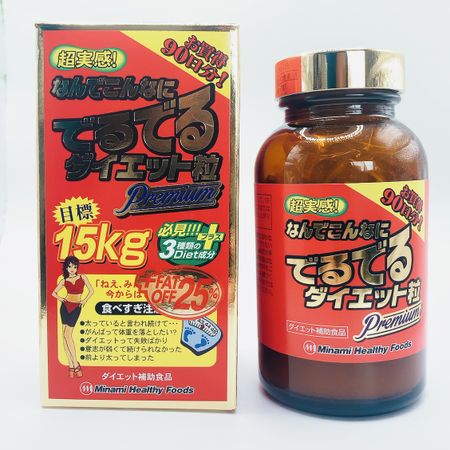 超実感!
お買得
90日分!
なんでこんなに
でるでる
ダイエット粒
Premium
目標
15kg
必見!!!
3種類の
Diet成分
プラス
+FAT
OFF 25%
「ねえ、み
今からは
食べすぎ注
●太っていると言われ続けて・・・
●がんばって体重を落としたい!
●ダイエットって失敗ばかり
●意志が弱くて続けられなかった
●前より太ってしまった
ダイエット補助食品
Minami Healthy Foods
超実感!
お買得
90日分!
なんでこんなに
でるでる
ダイエット粒
Premium
ダイエット補助食品
Minami Healthy Foods